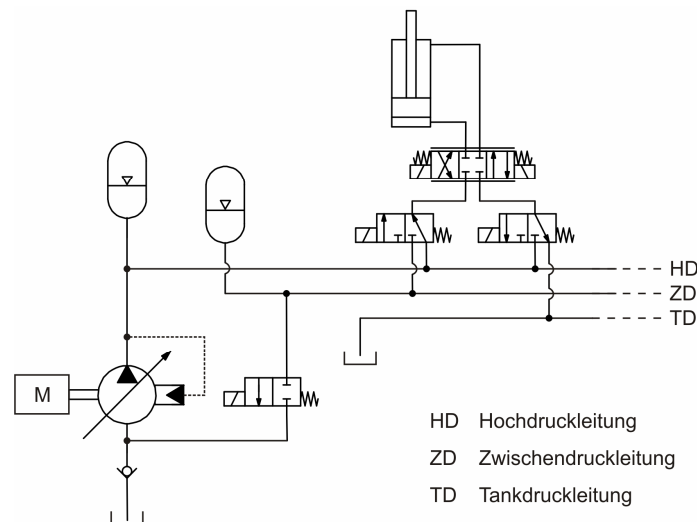 HD
ZD
TD
M
HD Hochdruckleitung
ZD Zwischendruckleitung
TD Tankdruckleitung